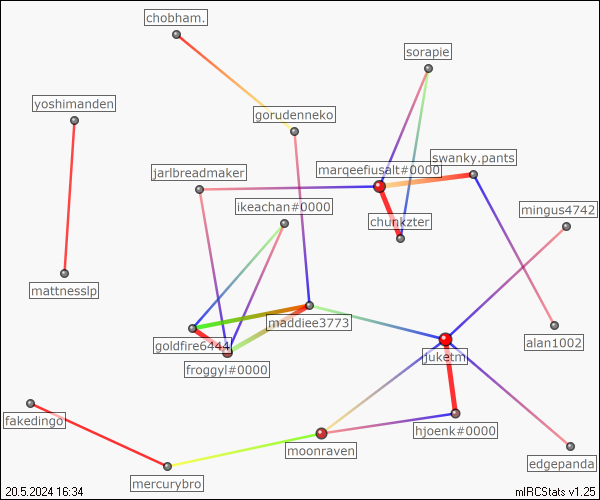 chobham.
sorapie
yoshimanden
gorudenneko
swanky.pants
marqeefiusalt#0000
jarlbreadmaker
ikeachan#0000
mingus4742
chunkzter
mattnesslp
maddiee3773
goldfire6444
alan1002
juketm
froggyl#0000
fakedingo
hjoenk#0000
moonraven
edgepanda
mercurybro
20.5.2024 16:34
mIRCStats v1.25